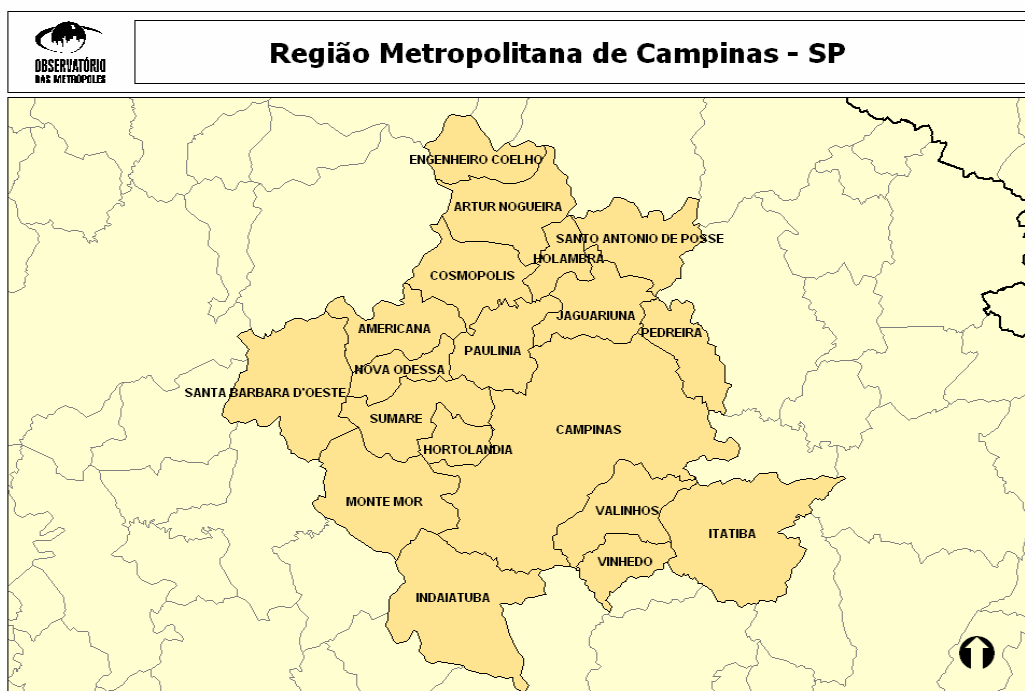 OBSERVATÓRIO
DAS METRÓPOLES
Região Metropolitana de Campinas - SP
ENGENHEIRO COELHO
ARTUR NOGUEIRA
SANTO ANTONIO DE POSSE
HOLAMBRA
COSMOPOLIS
JAGUARIUNA
AMERICANA
PEDREIRA
PAULINIA
NOVA ODESSA
SANTA BARBARA D'OESTE
SUMARE
CAMPINAS
HORTOLANDIA
MONTE MOR
VALINHOS
ITATIBA
VINHEDO
INDAIATUBA